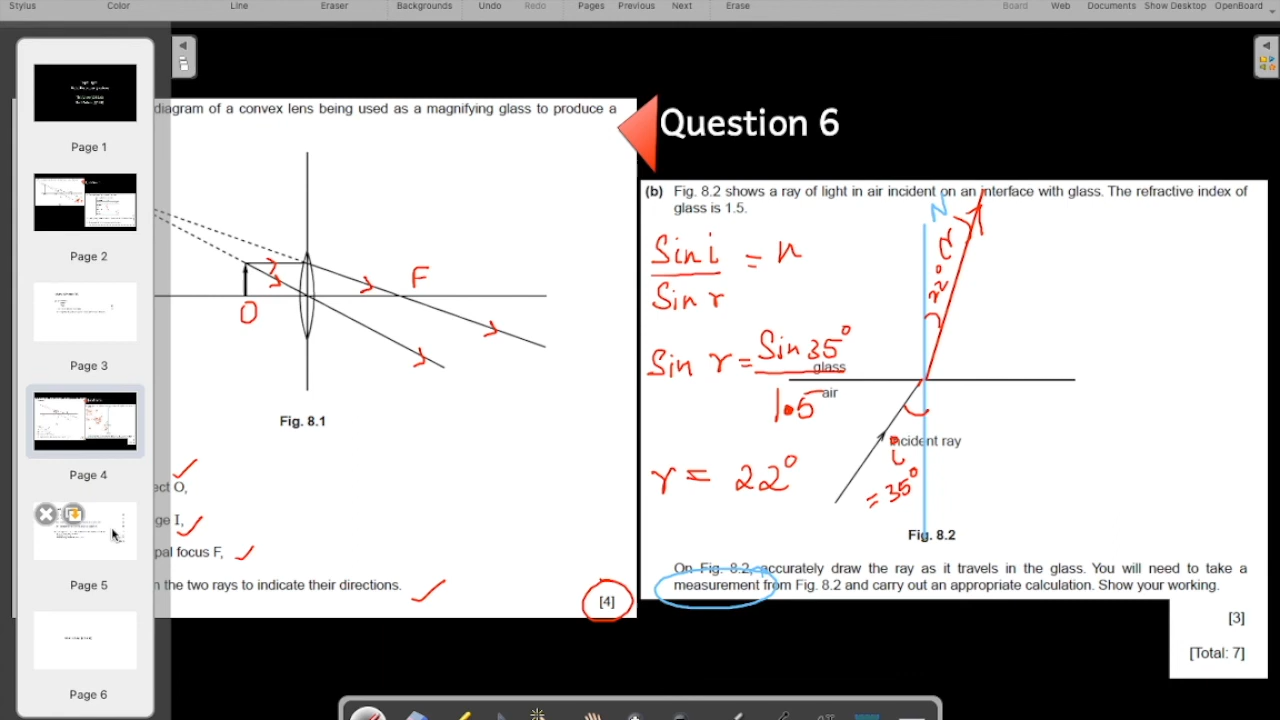 Stylus Color Line Eraser Backgrounds Undo Redo Pages Previous Next Erase Board Web Documents Show Desktop OpenBoard
Page 1
Page 2
Page 3
Page 4
Page 5
Page 6
diagram of a convex lens being used as a magnifying glass to produce a
F
O
Fig. 8.1
ect O,
ge I,
pal focus F,
n the two rays to indicate their directions.
[4]
Question 6
(b) Fig. 8.2 shows a ray of light in air incident on an interface with glass. The refractive index of
glass is 1.5.
N
Sin i = n
Sin r
r
22°
Sin r = Sin 35°
1.5
glass
air
incident ray
i
= 35°
r = 22°
Fig. 8.2
On Fig. 8.2, accurately draw the ray as it travels in the glass. You will need to take a
measurement from Fig. 8.2 and carry out an appropriate calculation. Show your working.
[3]
[Total: 7]